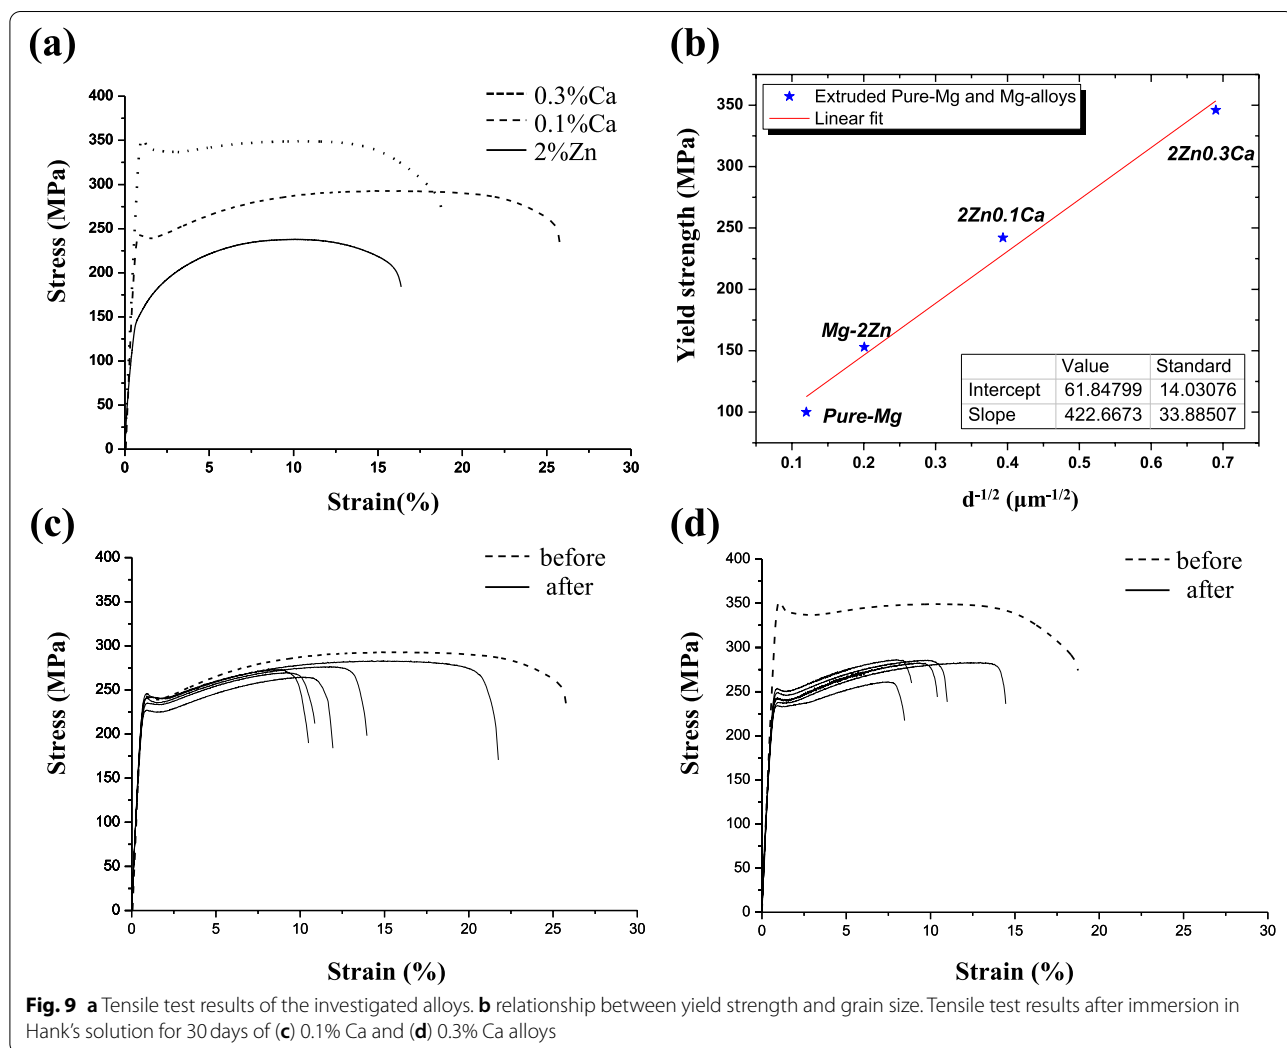 (a)
Stress (MPa)
400
350
300
250
200
150
100
50
0
0 5 10 15 20 25 30
Strain(%)
0.3%Ca
0.1%Ca
2%Zn
(b)
Yield strength (MPa)
350
300
250
200
150
100
0.1 0.2 0.3 0.4 0.5 0.6 0.7
d-1/2 (μm-1/2)
Extruded Pure-Mg and Mg-alloys
Linear fit
2Zn0.3Ca
2Zn0.1Ca
Mg-2Zn
Pure-Mg
Value Standard
Intercept 61.84799 14.03076
Slope 422.6673 33.88507
(c)
Stress (MPa)
400
350
300
250
200
150
100
50
0
0 5 10 15 20 25 30
Strain (%)
before
after
(d)
Stress (MPa)
400
350
300
250
200
150
100
50
0
0 5 10 15 20 25 30
Strain (%)
before
after
Fig. 9 a Tensile test results of the investigated alloys. b relationship between yield strength and grain size. Tensile test results after immersion in
Hank's solution for 30 days of (c) 0.1% Ca and (d) 0.3% Ca alloys